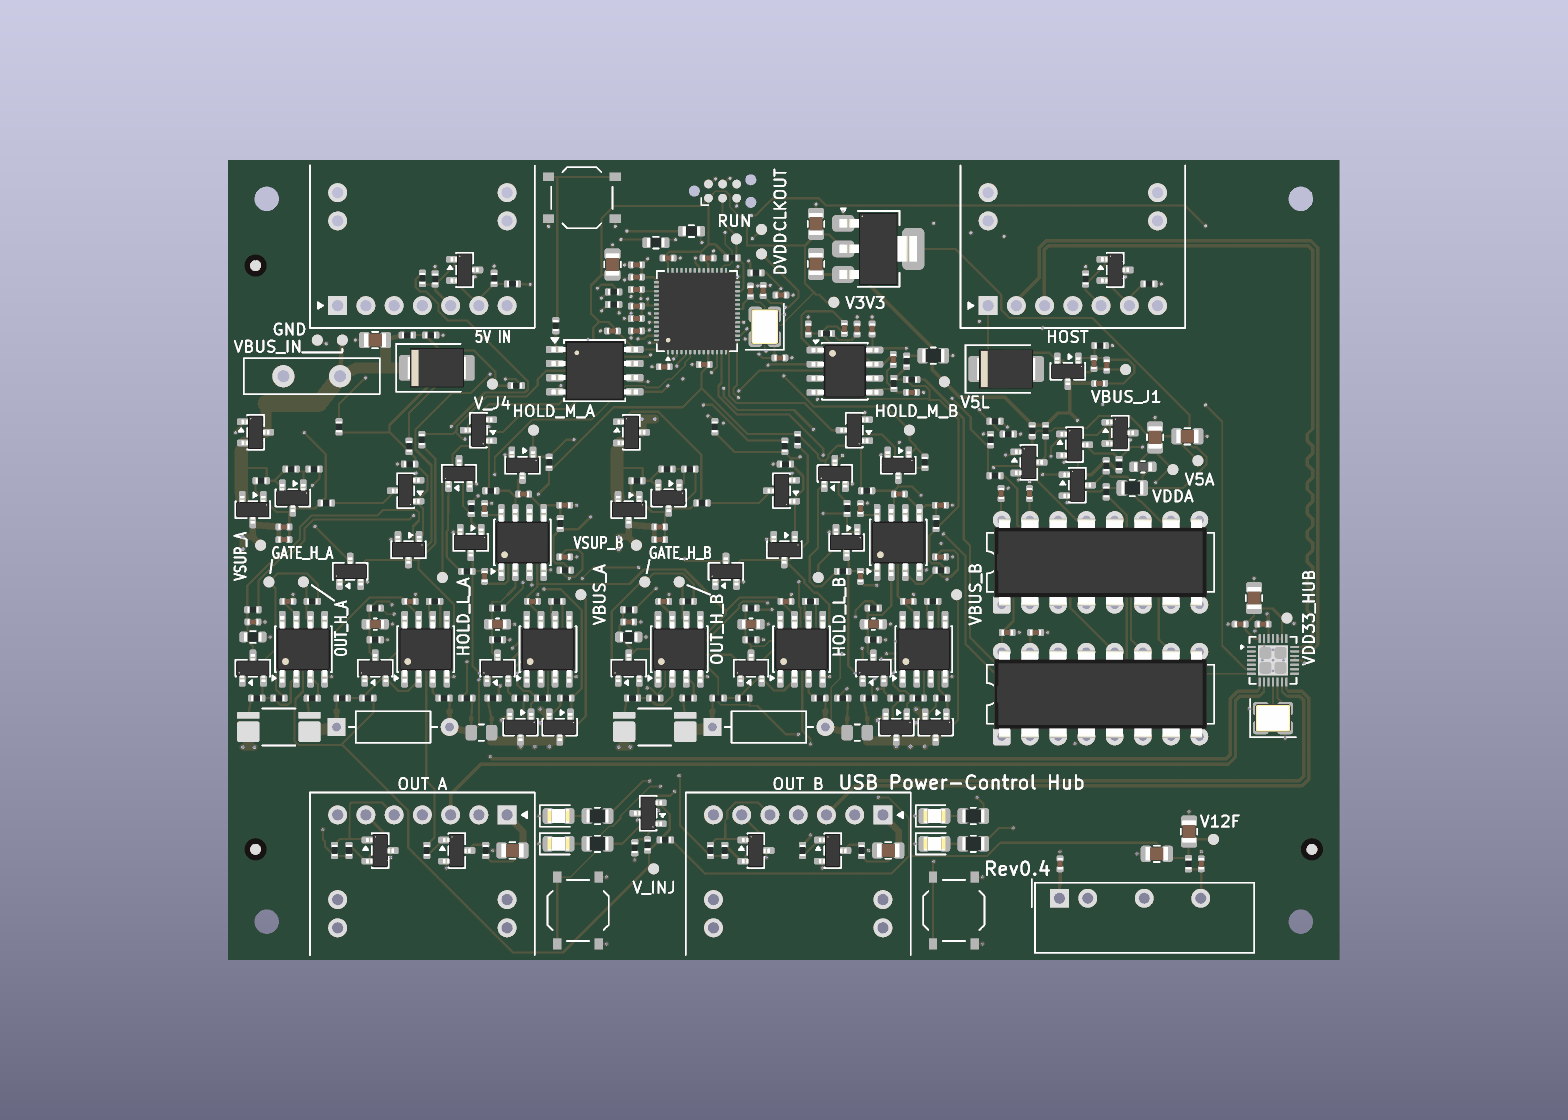 RUN
DVDDCLKOUT
V3V3
GND
VBUS_IN
5V IN
HOST
V_J4
HOLD_M_A
HOLD_M_B
V5L
VBUS_J1
V5A
VDDA
VSUP_A
GATE_H_A
VSUP_B
GATE_H_B
OUT_H_A
HOLD_L_A
VBUS_A
OUT_H_B
HOLD_L_B
VBUS_B
VDD33_HUB
OUT A
OUT B
USB Power-Control Hub
V12F
Rev0.4
V_INJ